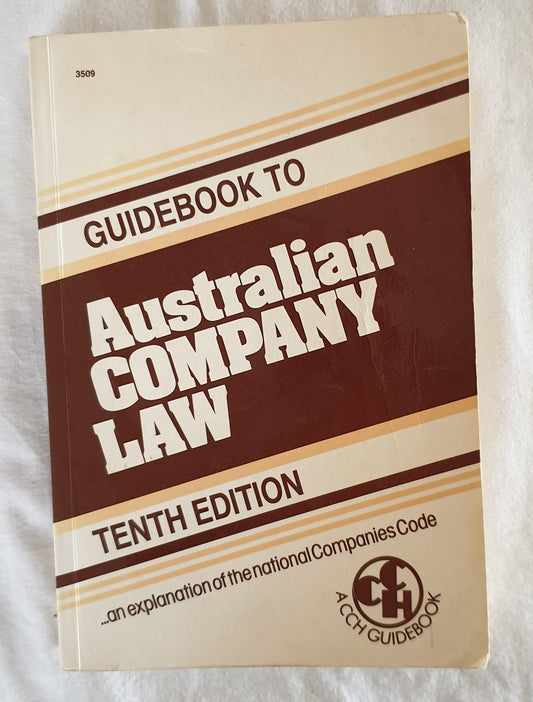 3509
GUIDEBOOK TO
Australian
COMPANY
LAW
TENTH EDITION
...an explanation of the national Companies Code
CCH
A CCH GUIDEBOOK